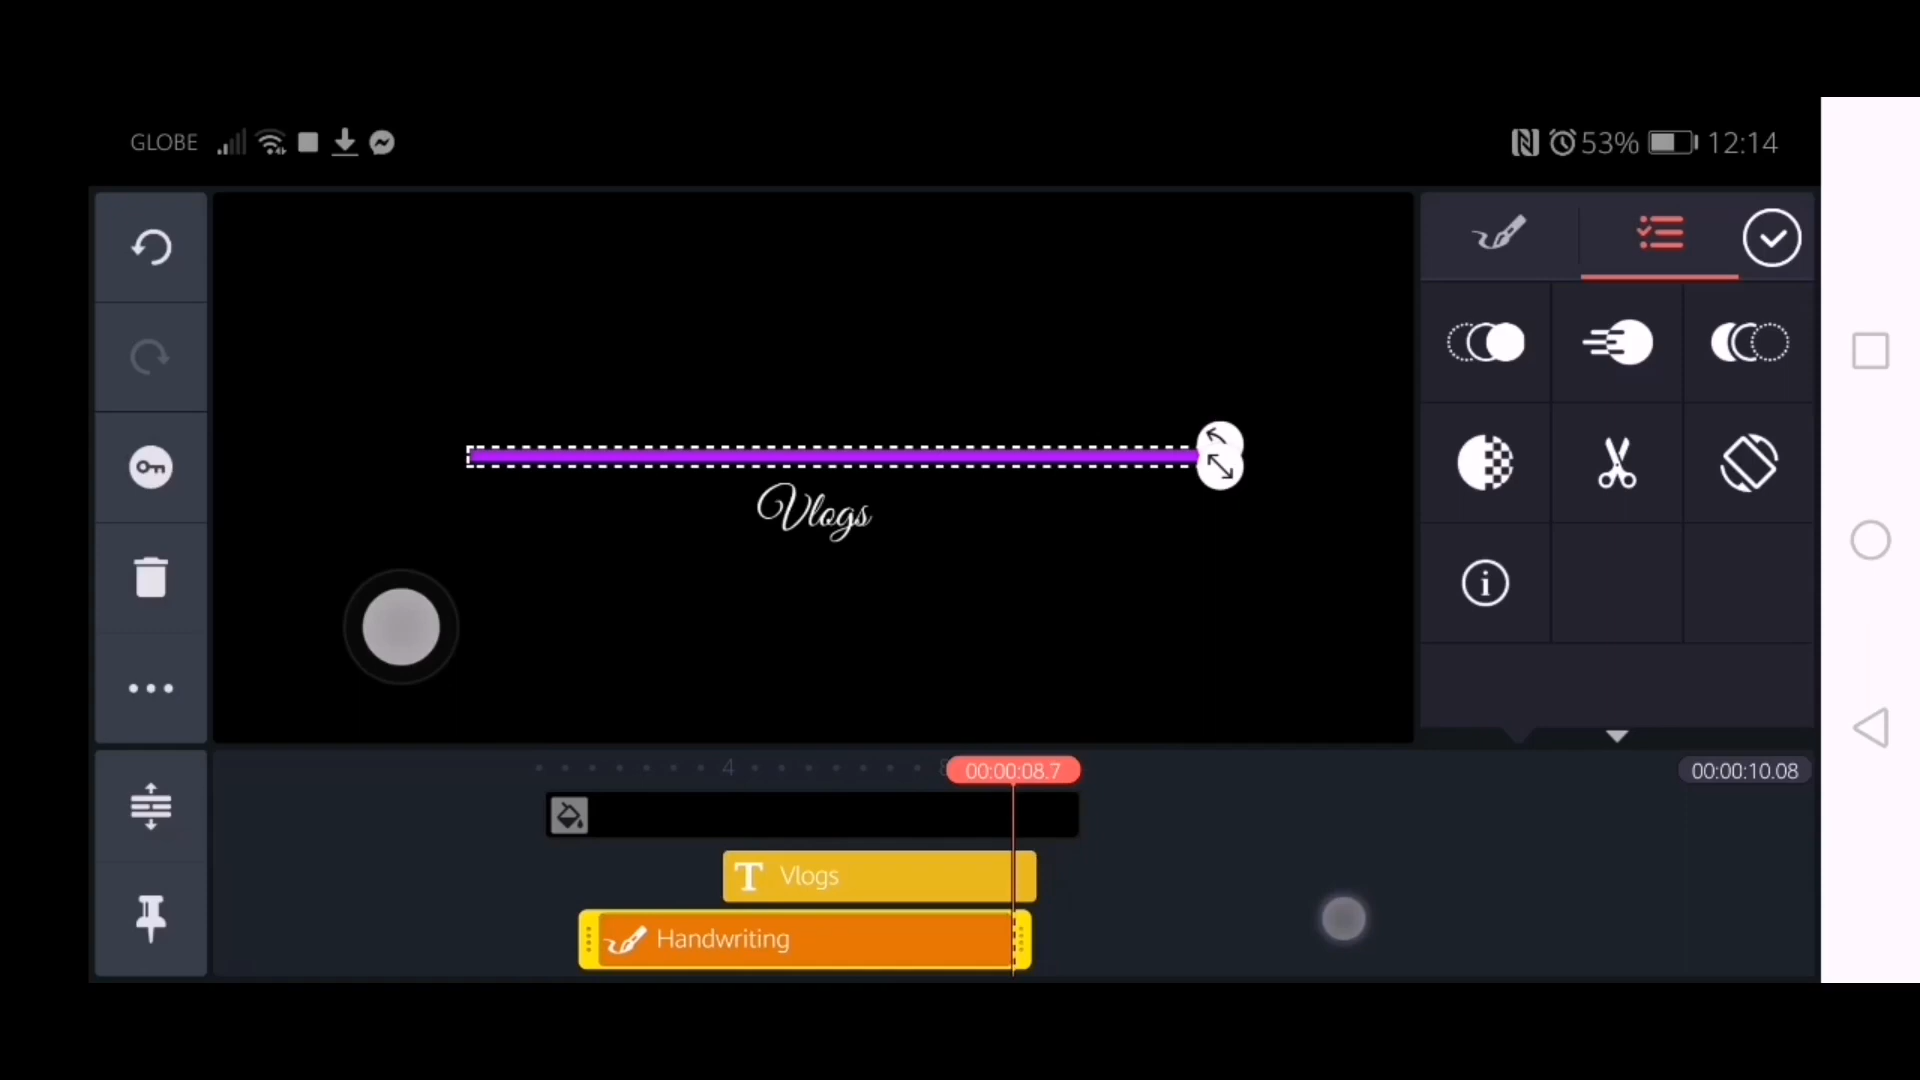 GLOBE
53% 12:14
Vlogs
4
00:00:08.7
00:00:10.08
T Vlogs
Handwriting